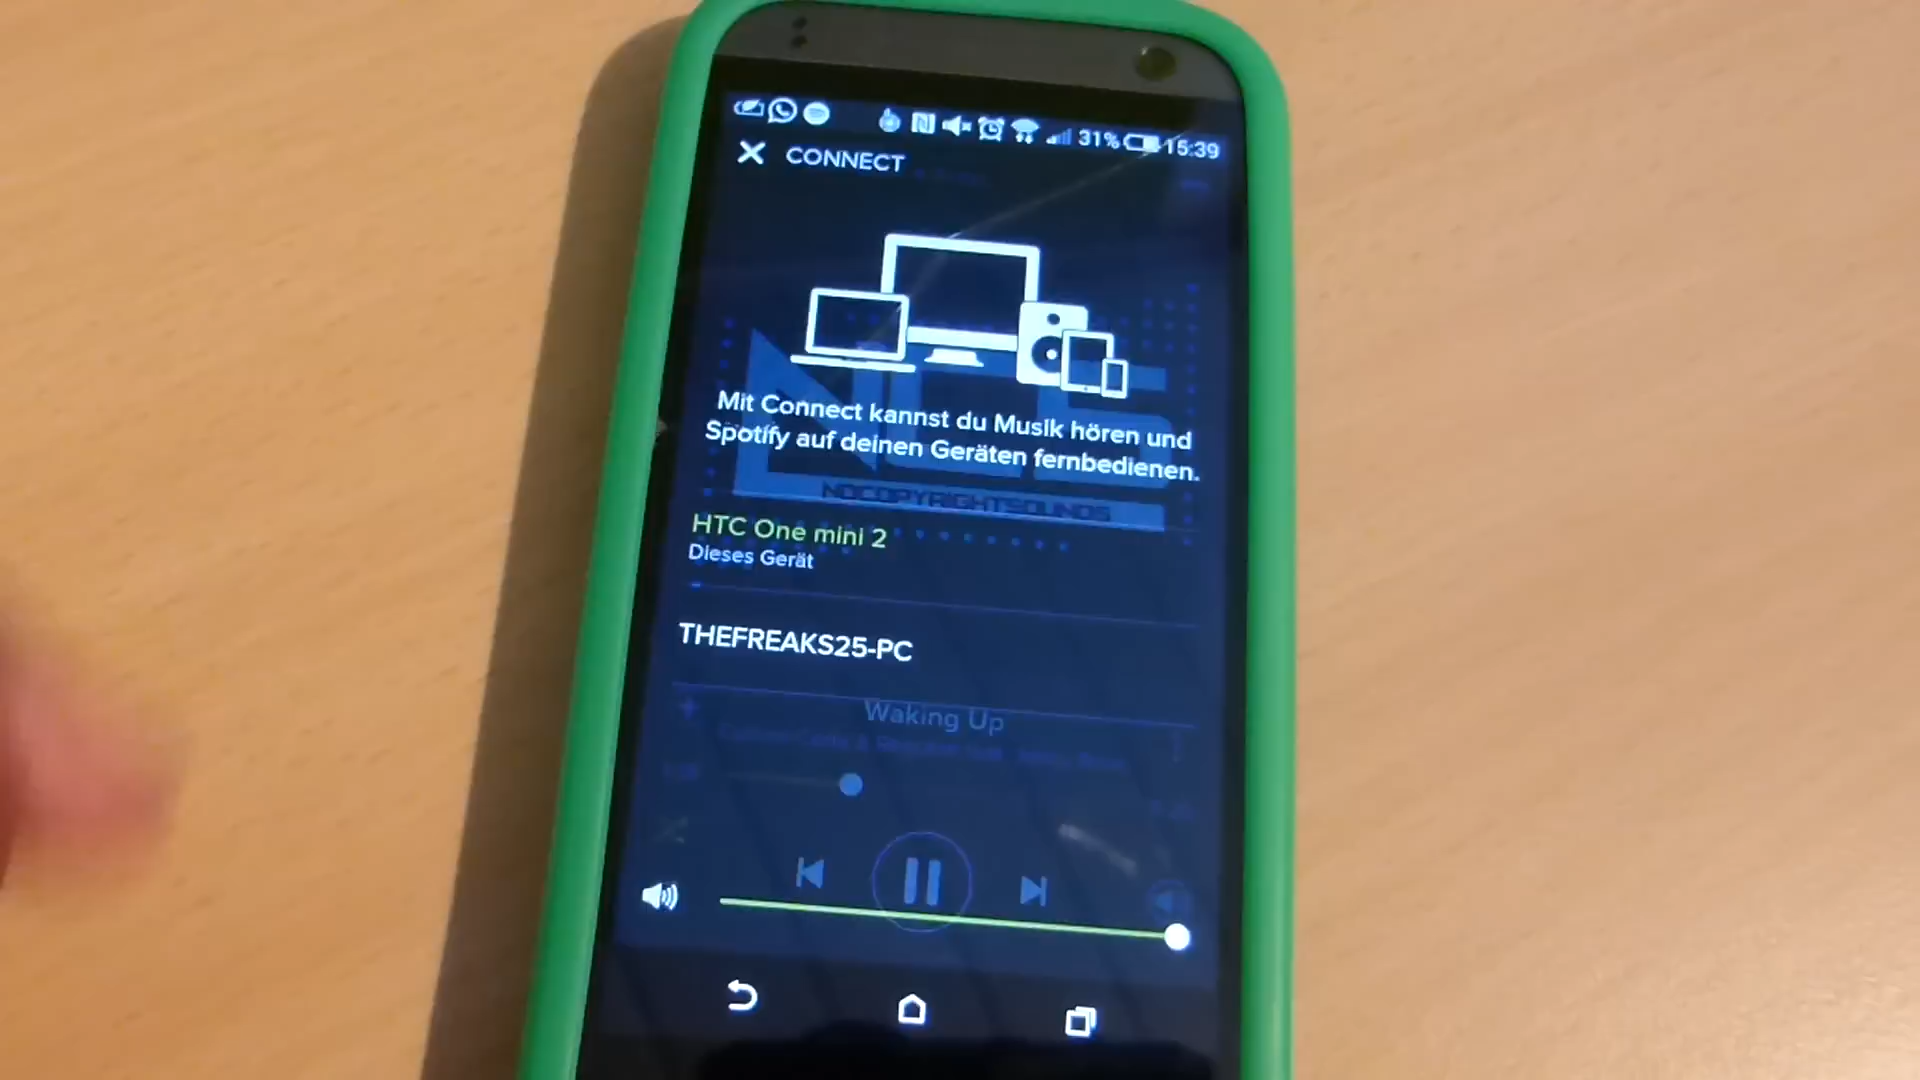 31% 15:39
CONNECT
Mit Connect kannst du Musik hören und
Spotify auf deinen Geräten fernbedienen.
NOCOPYRIGHTSOUNDS
HTC One mini 2
Dieses Gerät
THEFREAKS25-PC
Waking Up